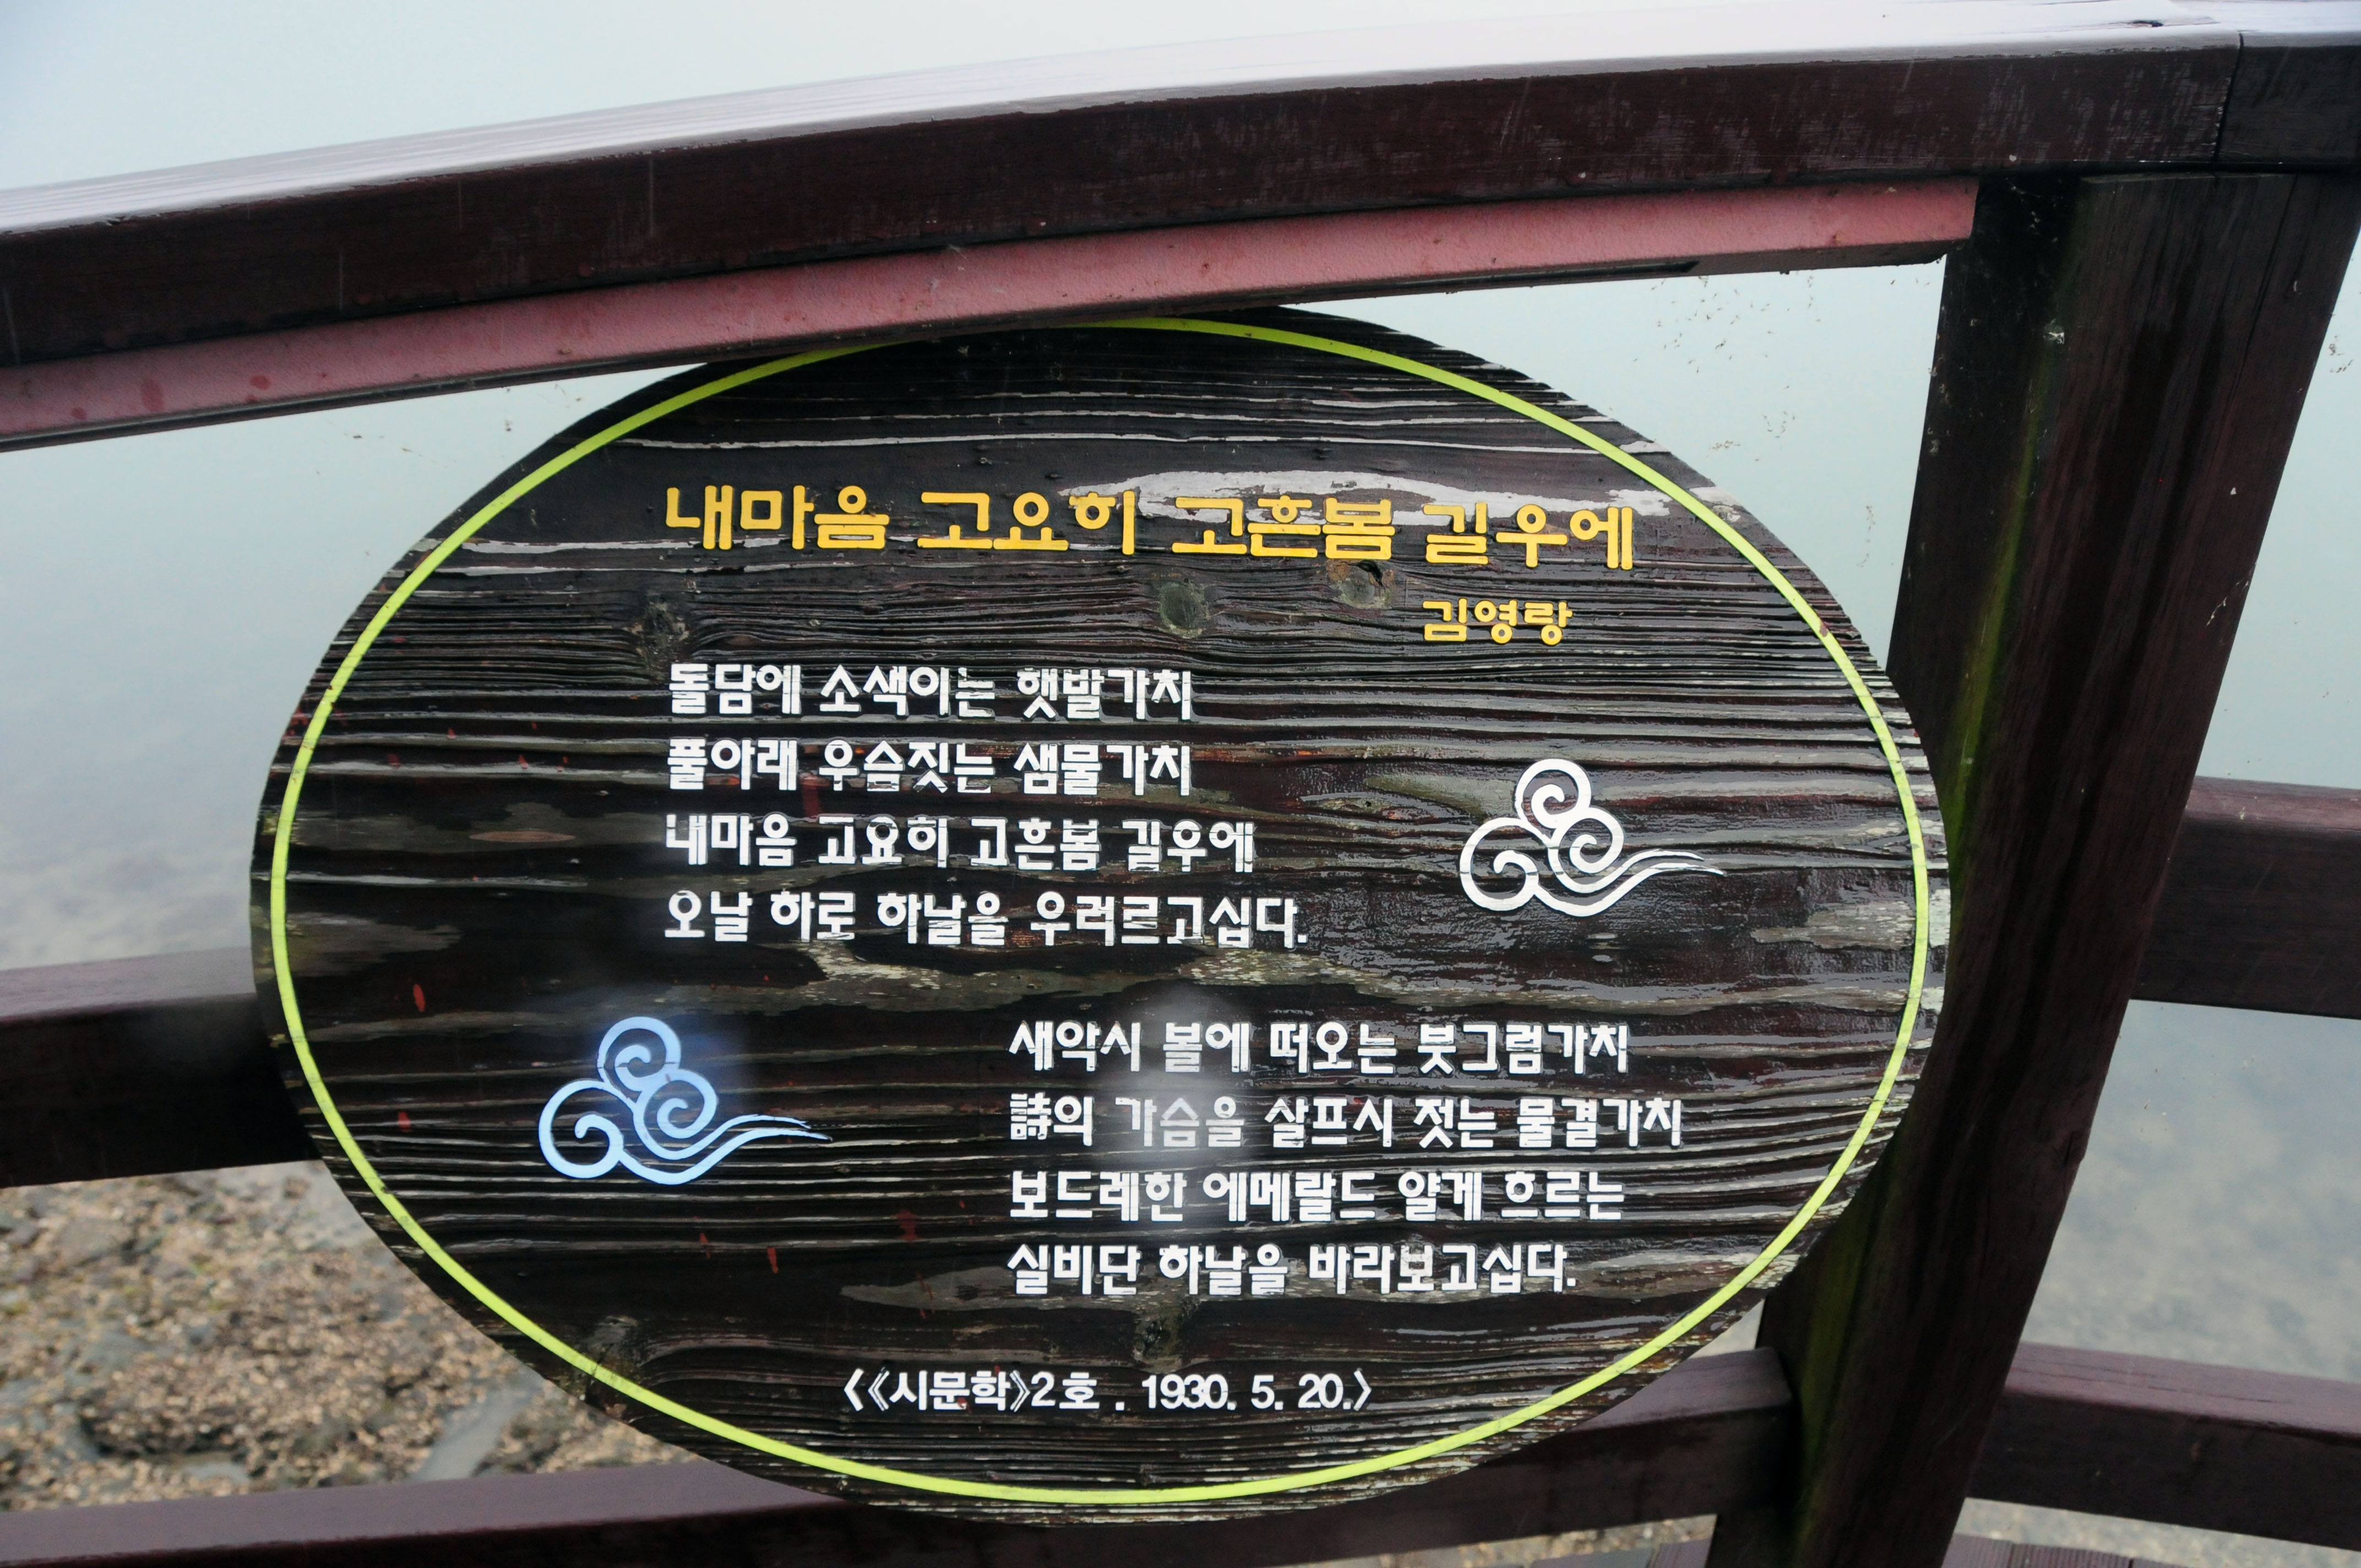 내마음 고요히 고흔봄 길우에
김영랑
돌담에 소색이는 햇발가치
풀아래 우슴짓는 샘물가치
내마음 고요히 고흔봄 길우에
오날 하로 하날을 우러르고십다.
새악시 볼에 떠오는 붓그럼가치
詩의 가슴을 살프시 젓는 물결가치
보드레한 에메랄드 얄게 흐르는
실비단 하날을 바라보고십다.
〈《시문학》2호 . 1930. 5. 20.〉